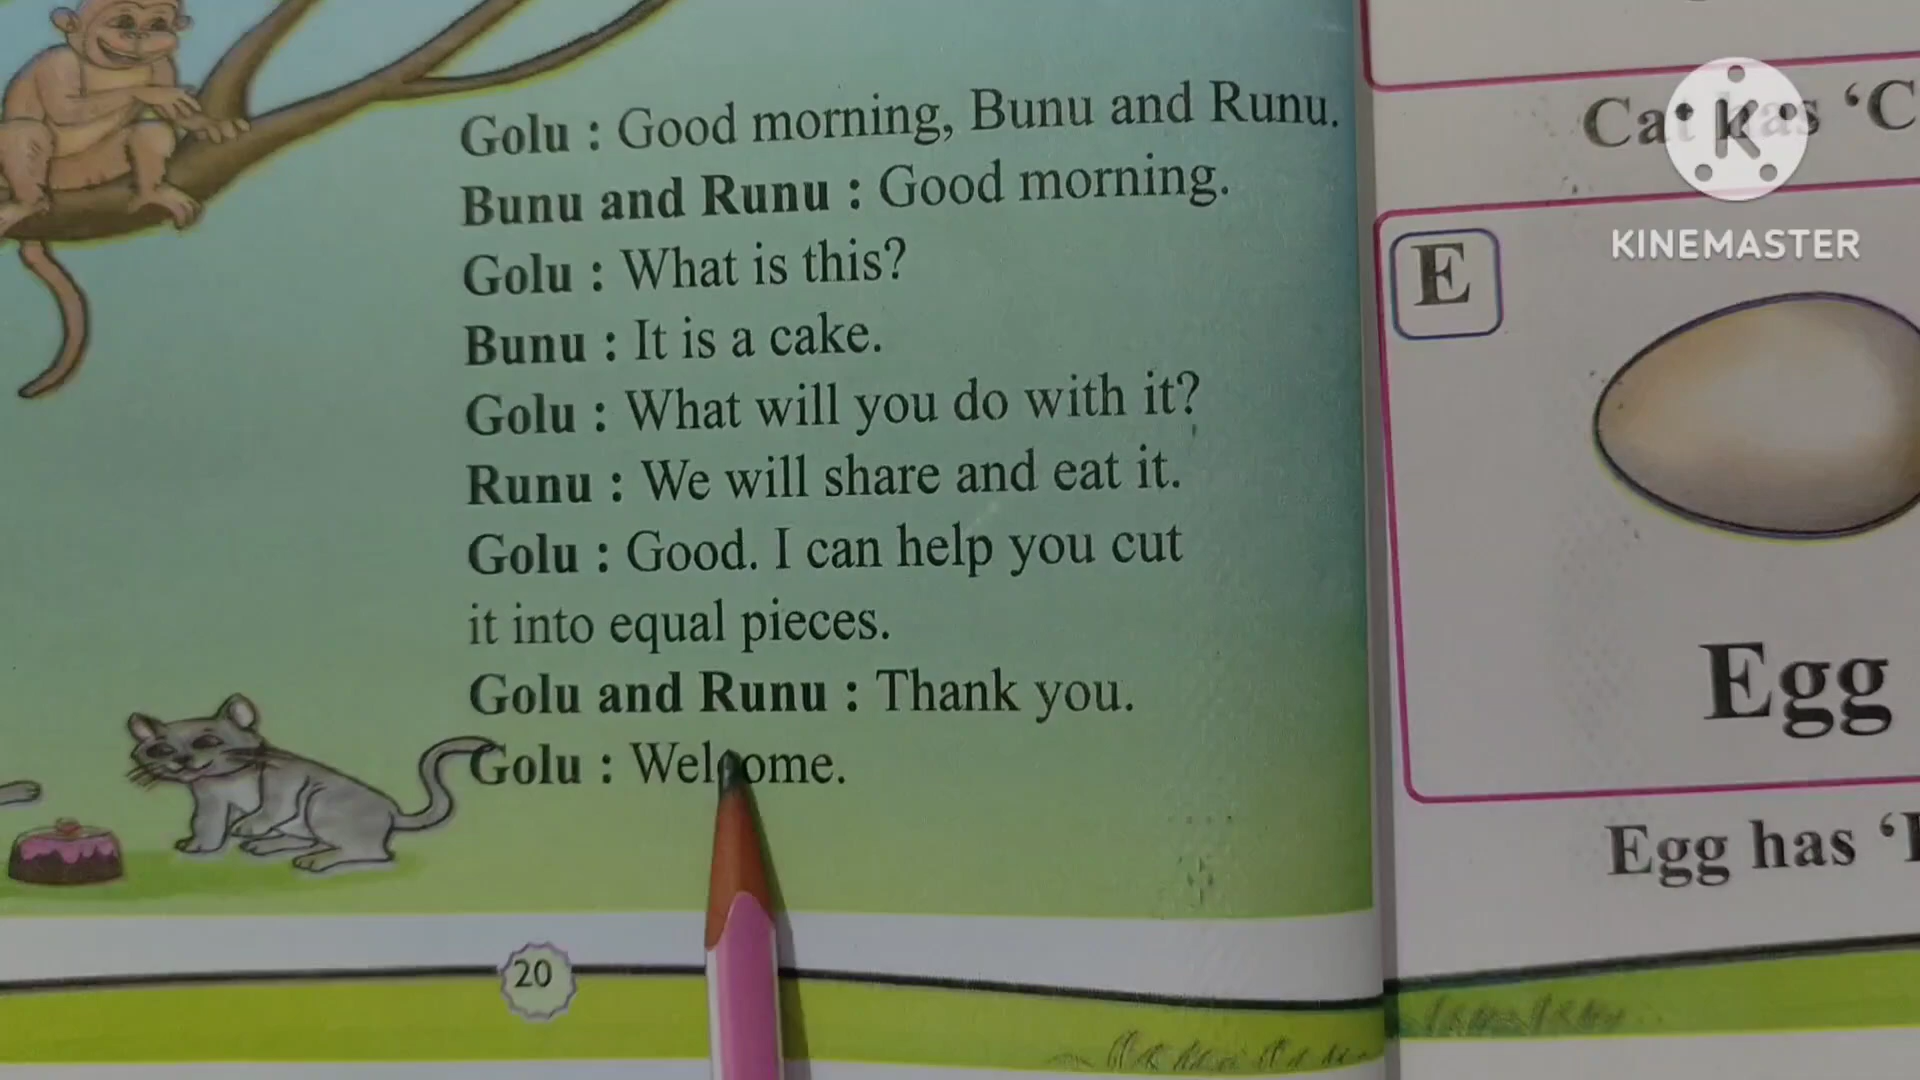 Golu : Good morning, Bunu and Runu.
Bunu and Runu : Good morning.
Golu : What is this?
Bunu : It is a cake.
Golu : What will you do with it?
Runu : We will share and eat it.
Golu : Good. I can help you cut
it into equal pieces.
Golu and Runu : Thank you.
Golu : Welcome.
20
Cat has ‘C
KINEMASTER
E
Egg
Egg has ‘E